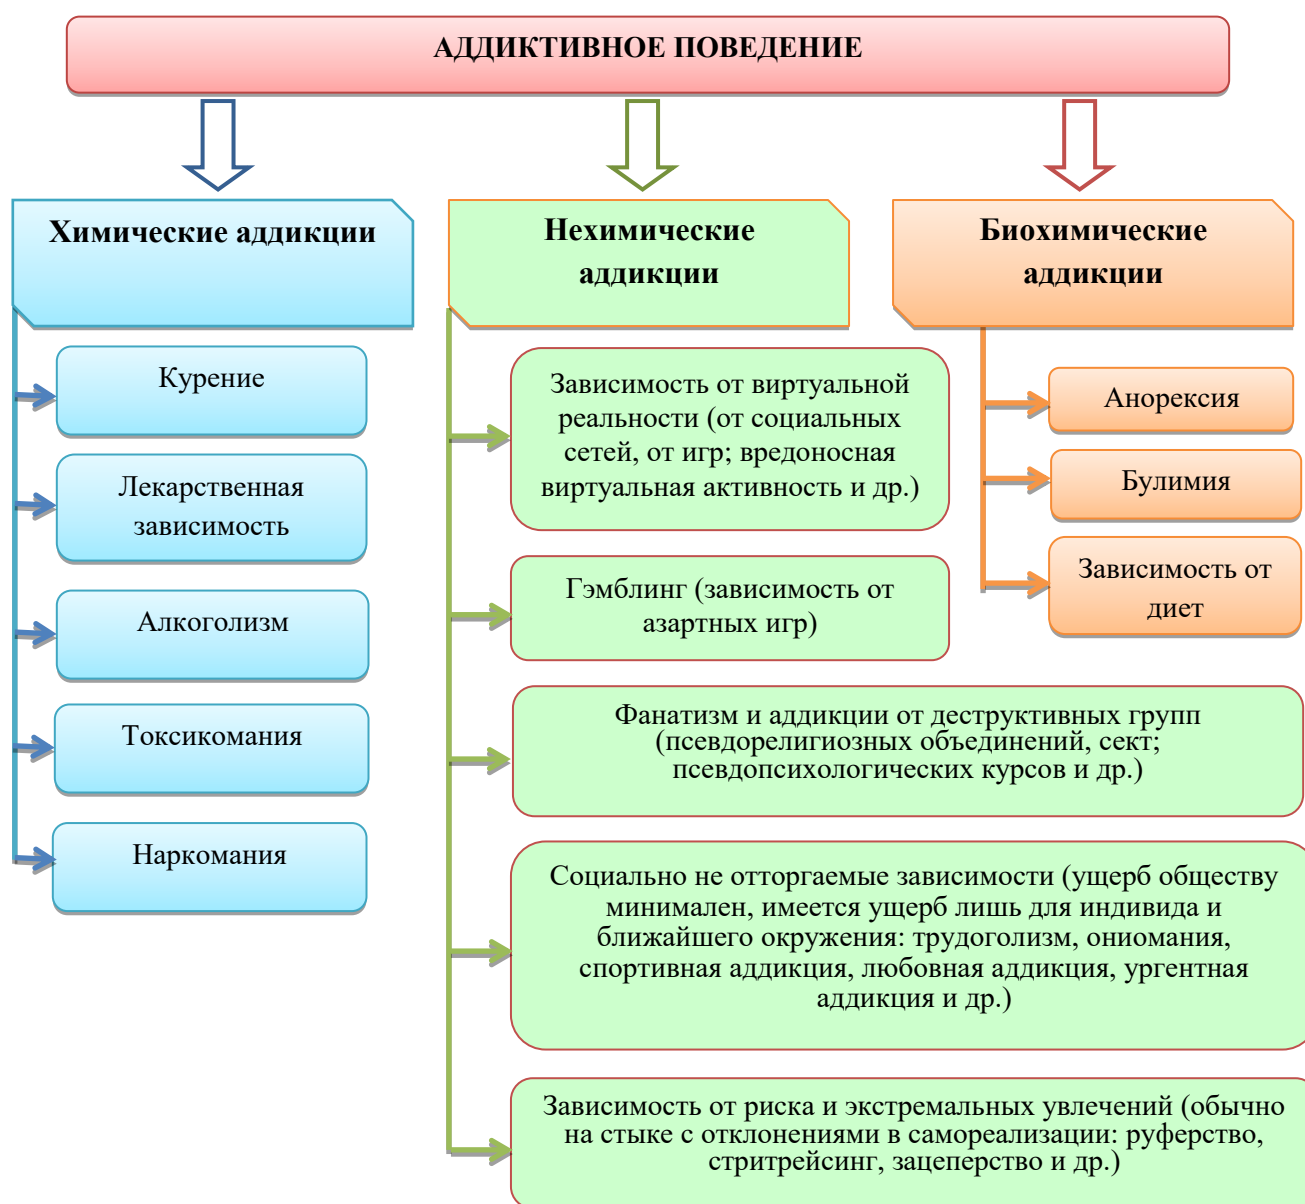 АДДИКТИВНОЕ ПОВЕДЕНИЕ
Химические аддикции
Курение
Лекарственная
зависимость
Алкоголизм
Токсикомания
Наркомания
Нехимические
аддикции
Зависимость от виртуальной
реальности (от социальных
сетей, от игр; вредоносная
виртуальная активность и др.)
Гэмблинг (зависимость от
азартных игр)
Фанатизм и аддикции от деструктивных групп
(псевдорелигиозных объединений, сект;
псевдопсихологических курсов и др.)
Социально не отторгаемые зависимости (ущерб обществу
минимален, имеется ущерб лишь для индивида и
ближайшего окружения: трудоголизм, ониомания,
спортивная аддикция, любовная аддикция, ургентная
аддикция и др.)
Зависимость от риска и экстремальных увлечений (обычно
на стыке с отклонениями в самореализации: руферство,
стритрейсинг, зацеперство и др.)
Биохимические
аддикции
Анорексия
Булимия
Зависимость от
диет